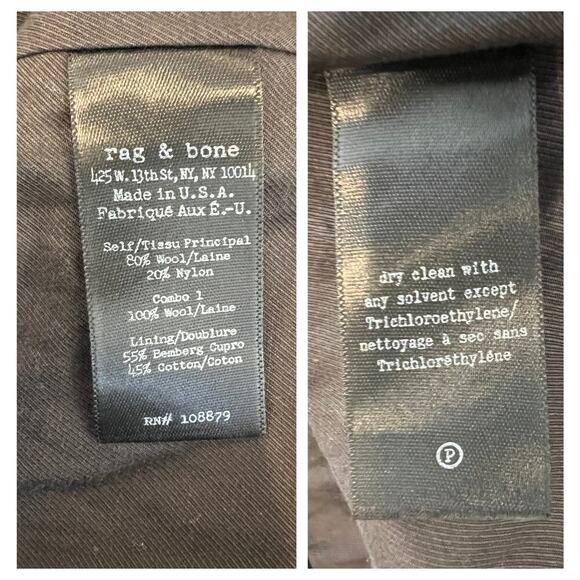 rag & bone
425 W. 13th St, NY, NY 10014
Made in U.S.A.
Fabriqué Aux É.-U.
Self/Tissu Principal
80% Wool/Laine
20% Nylon
Combo 1
100% Wool/Laine
Lining/Doublure
55% Bemberg Cupro
45% Cotton/Coton
RN# 108879
dry clean with
any solvent except
Trichloroethylene/
nettoyage à sec sans
Trichloréthylène
P